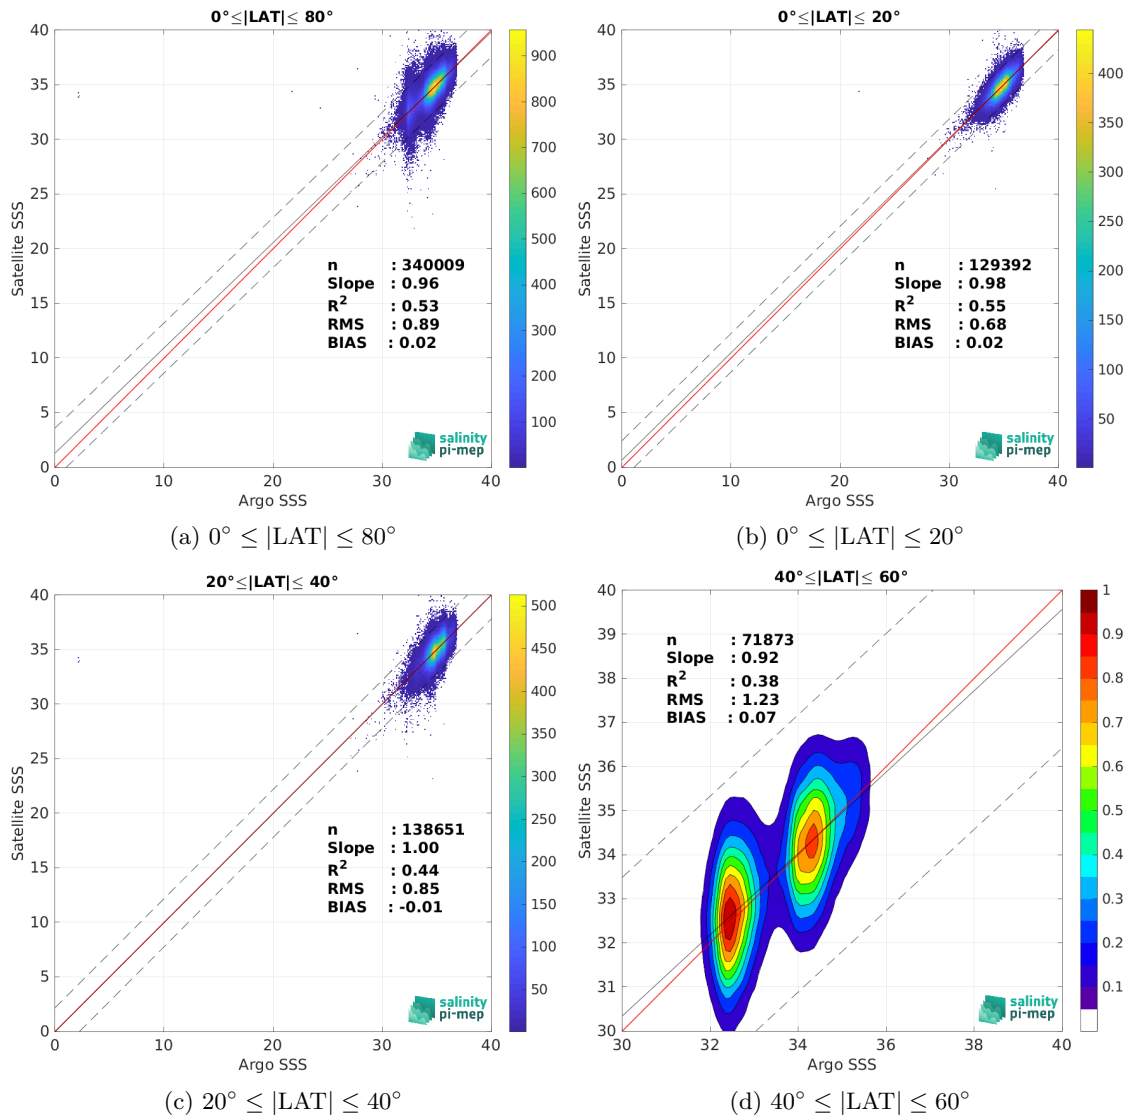 0°≤|LAT|≤ 80°
40
35
30
25
20
15
10
5
0
Satellite SSS
n : 340009
Slope : 0.96
R2 : 0.53
RMS : 0.89
BIAS : 0.02
salinity
pi-mep
0 10 20 30 40
Argo SSS
900
800
700
600
500
400
300
200
100
(a) 0° ≤ |LAT| ≤ 80°
0°≤|LAT|≤ 20°
40
35
30
25
20
15
10
5
0
Satellite SSS
n : 129392
Slope : 0.98
R2 : 0.55
RMS : 0.68
BIAS : 0.02
salinity
pi-mep
0 10 20 30 40
Argo SSS
400
350
300
250
200
150
100
50
(b) 0° ≤ |LAT| ≤ 20°
20°≤|LAT|≤ 40°
40
35
30
25
20
15
10
5
0
Satellite SSS
n : 138651
Slope : 1.00
R2 : 0.44
RMS : 0.85
BIAS : -0.01
salinity
pi-mep
0 10 20 30 40
Argo SSS
500
450
400
350
300
250
200
150
100
50
0
(c) 20° ≤ |LAT| ≤ 40°
40°≤|LAT|≤ 60°
40
39
38
37
36
35
34
33
32
31
30
Satellite SSS
n : 71873
Slope : 0.92
R2 : 0.38
RMS : 1.23
BIAS : 0.07
salinity
pi-mep
30 32 34 36 38 40
Argo SSS
1
0.9
0.8
0.7
0.6
0.5
0.4
0.3
0.2
0.1
(d) 40° ≤ |LAT| ≤ 60°